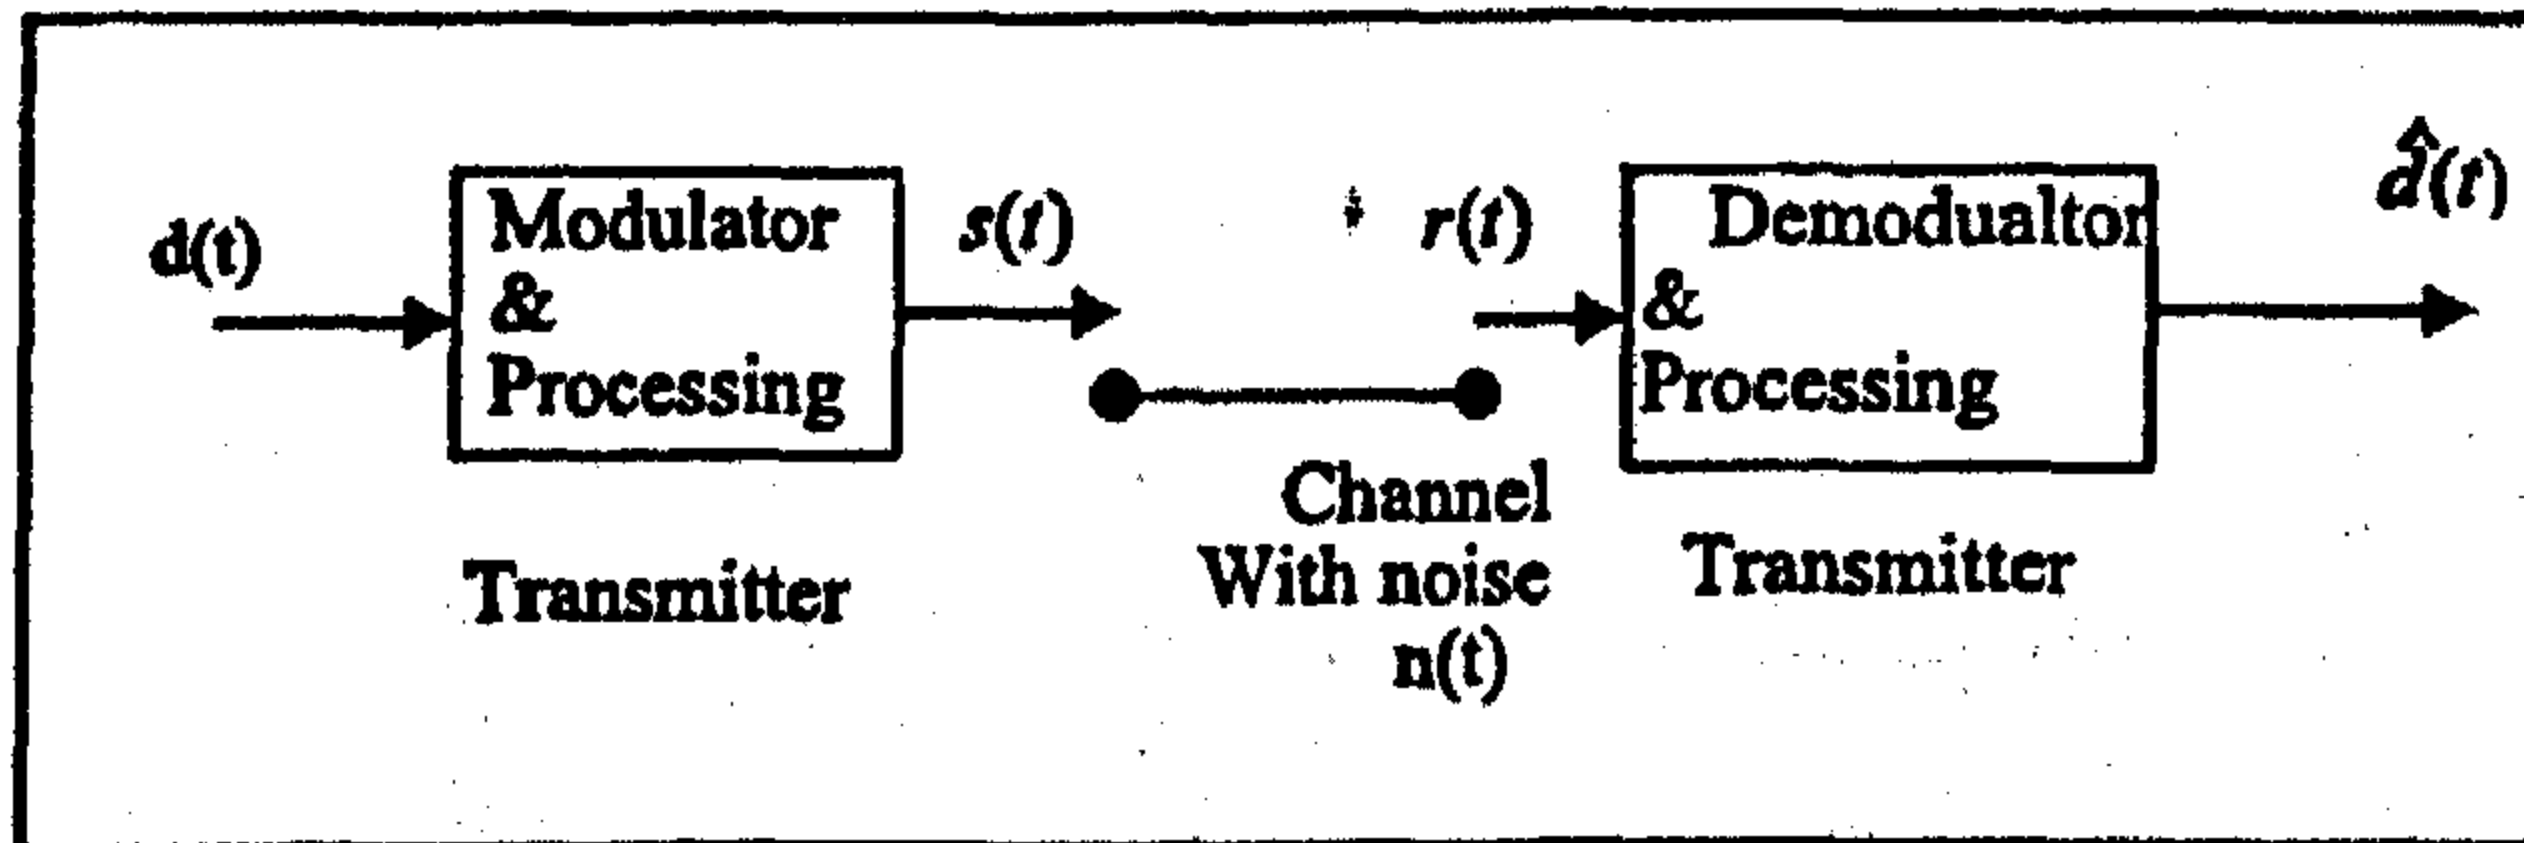 d(t)
Modulator
&
Processing
s(t)
r(t)
Demodualtor
&
Processing
d̂(t)
Transmitter
Channel
With noise
n(t)
Transmitter